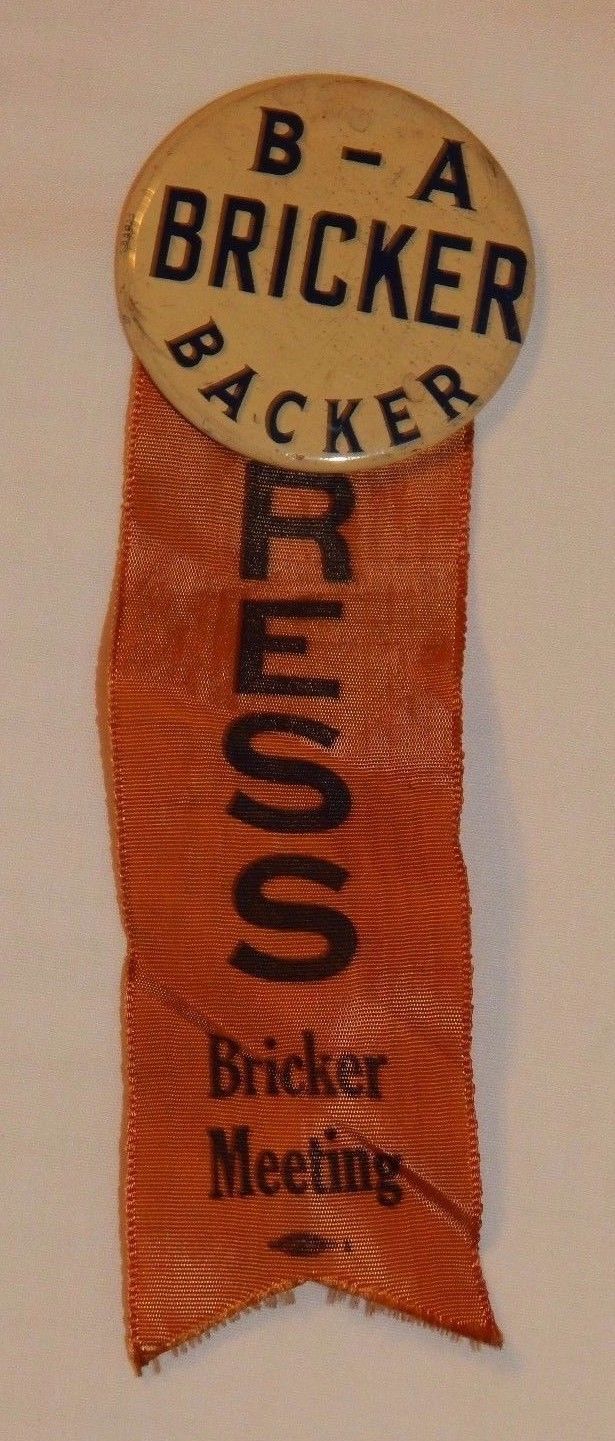 B - A
BRICKER
BACKER
RESS
Bricker
Meeting